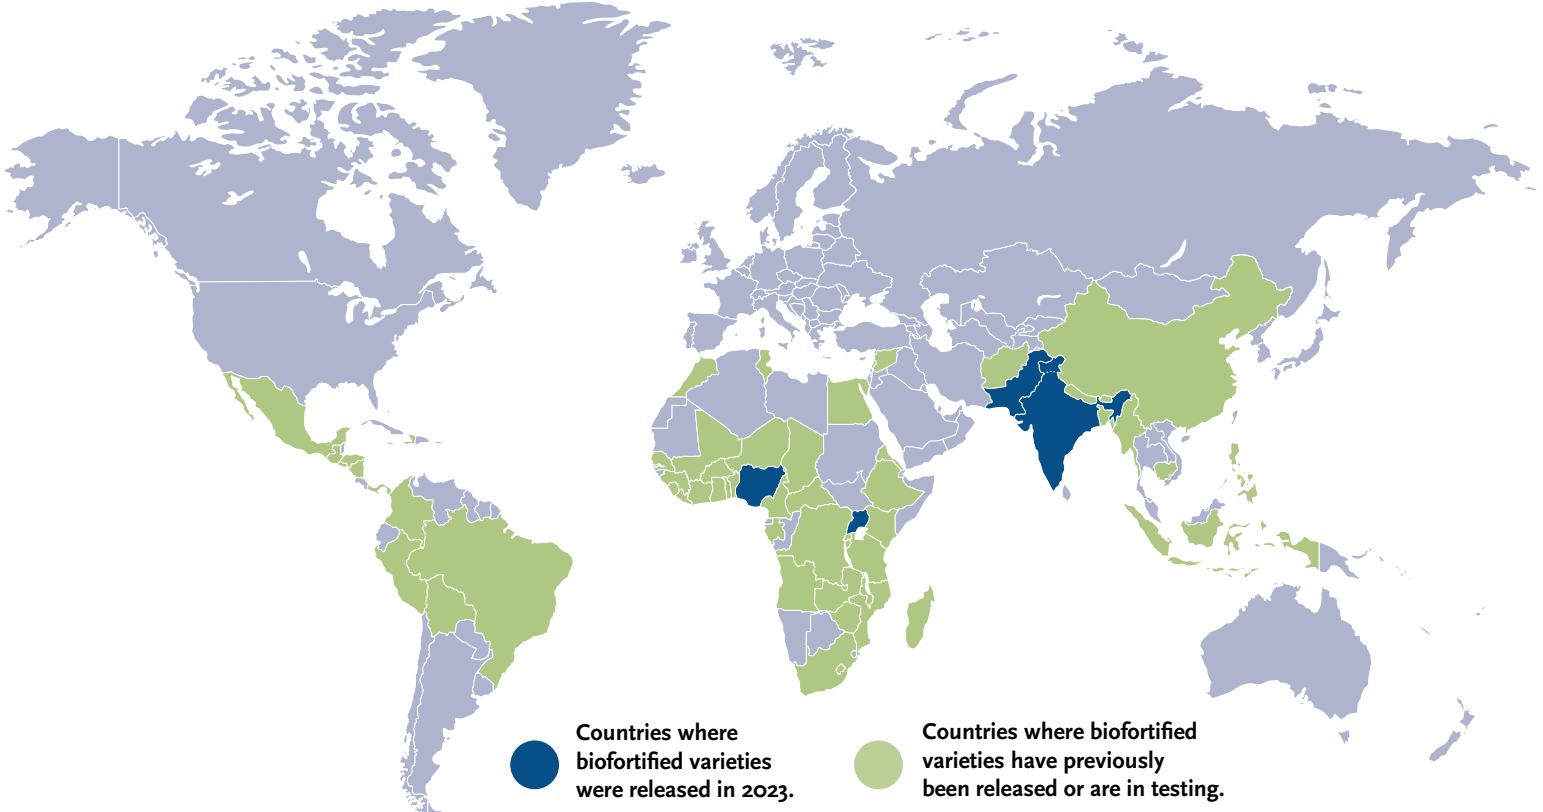 Countries where
biofortified varieties
were released in 2023.
Countries where biofortified
varieties have previously
been released or are in testing.